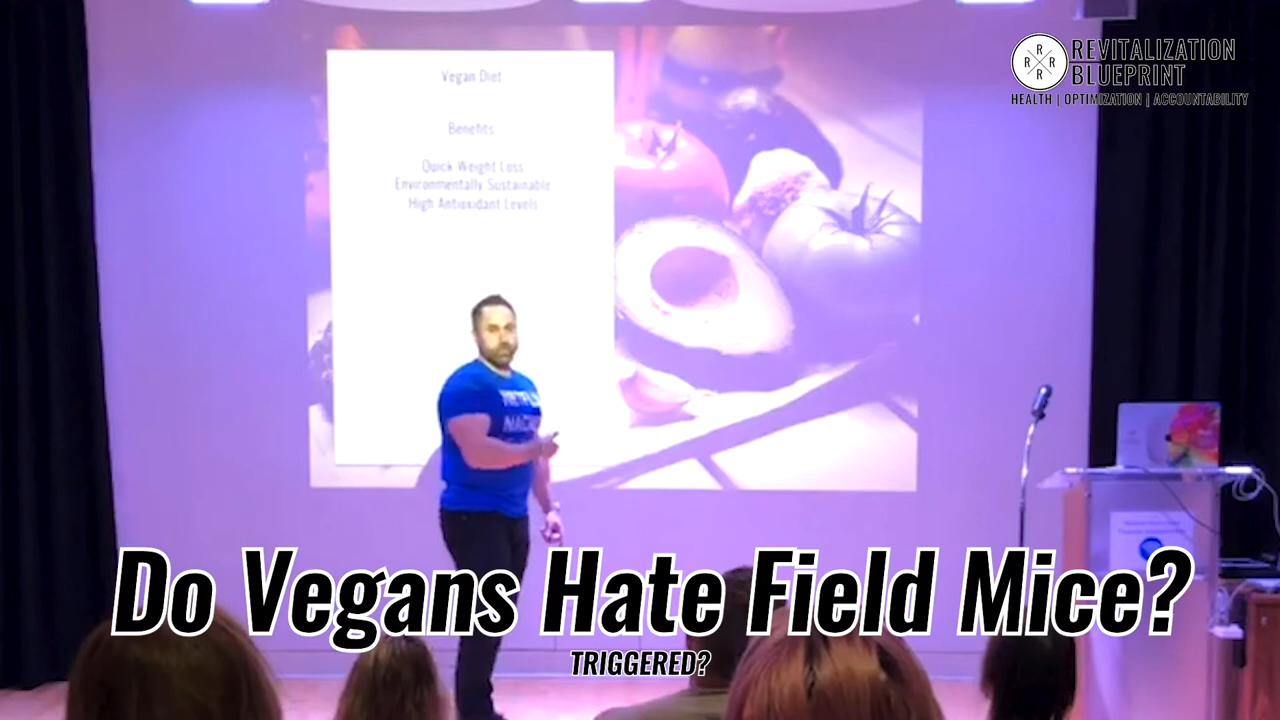 Vegan Diet
Benefits
Quick Weight Loss
Environmentally Sustainable
High Antioxidant Levels
R
R R
R
REVITALIZATION
BLUEPRINT
HEALTH | OPTIMIZATION | ACCOUNTABILITY
Do Vegans Hate Field Mice?
TRIGGERED?